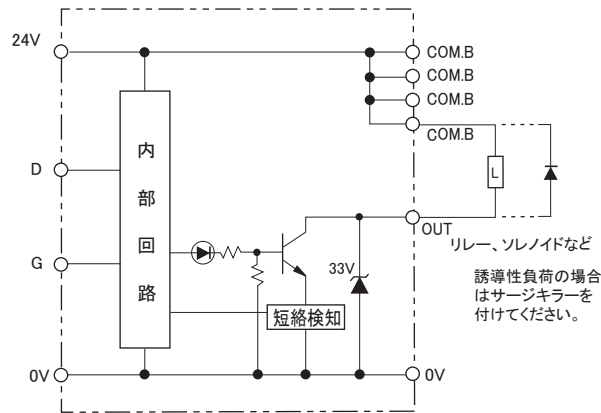 24V
COM.B
COM.B
COM.B
COM.B
内部回路
D
L
OUT
リレー、ソレノイドなど
G
33V
誘導性負荷の場合
はサージキラーを
付けてください。
短絡検知
0V
0V